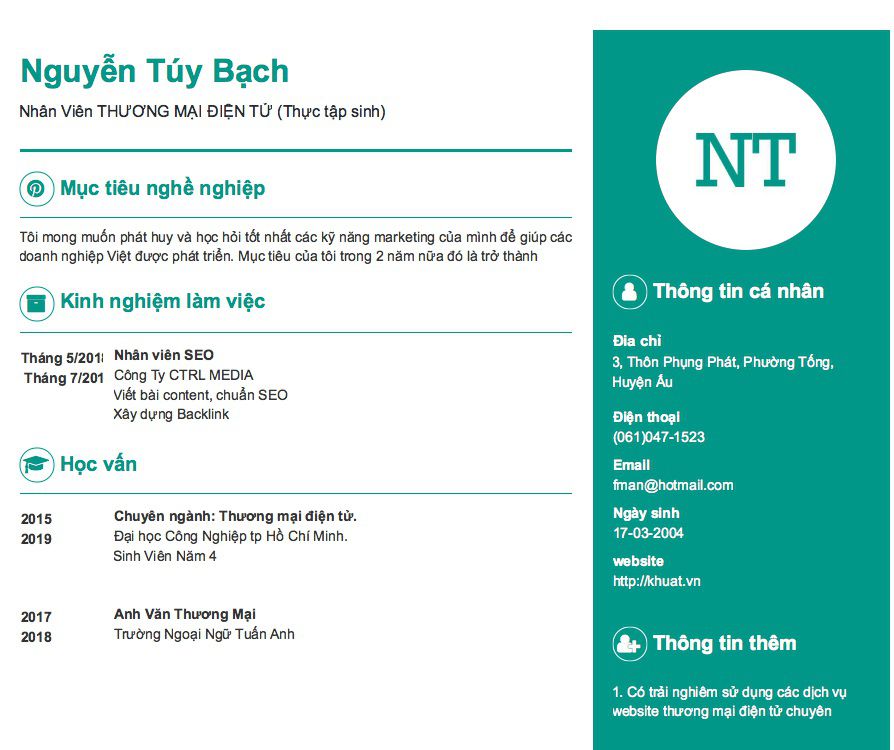 Nguyễn Túy Bạch
Nhân Viên THƯƠNG MẠI ĐIỆN TỬ (Thực tập sinh)
Mục tiêu nghề nghiệp
Tôi mong muốn phát huy và học hỏi tốt nhất các kỹ năng marketing của mình để giúp các
doanh nghiệp Việt được phát triển. Mục tiêu của tôi trong 2 năm nữa đó là trở thành
Kinh nghiệm làm việc
Tháng 5/201
Tháng 7/201
Nhân viên SEO
Công Ty CTRL MEDIA
Viết bài content, chuẩn SEO
Xây dựng Backlink
Học vấn
2015
2019
Chuyên ngành: Thương mại điện tử.
Đại học Công Nghiệp tp Hồ Chí Minh.
Sinh Viên Năm 4
2017
2018
Anh Văn Thương Mại
Trường Ngoại Ngữ Tuấn Anh
NT
Thông tin cá nhân
Đia chỉ
3, Thôn Phụng Phát, Phường Tống,
Huyện Ấu
Điện thoại
(061)047-1523
Email
fman@hotmail.com
Ngày sinh
17-03-2004
website
http://khuat.vn
Thông tin thêm
1. Có trải nghiêm sử dụng các dịch vụ
website thương mại điện tử chuyên